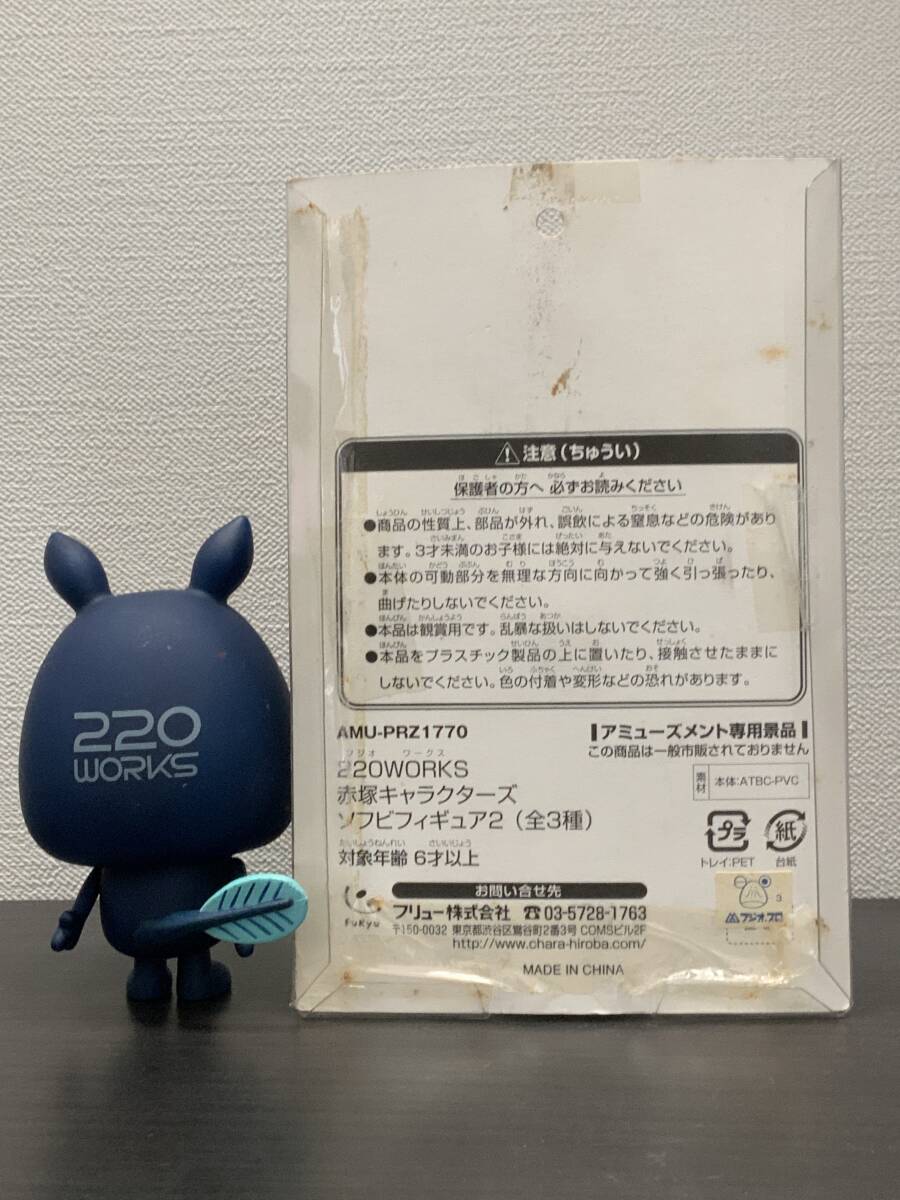 220
WORKS
注意(ちゅうい)
保護者の方へ 必ずお読みください
●商品の性質上、部品が外れ、誤飲による窒息などの危険があり
ます。3才未満のお子様には絶対に与えないでください。
●本体の可動部分を無理な方向に向かって強く引っ張ったり、
曲げたりしないでください。
●本品は観賞用です。乱暴な扱いはしないでください。
●本品をプラスチック製品の上に置いたり、接触させたままに
しないでください。色の付着や変形などの恐れがあります。
AMU-PRZ1770
フジオ ワークス
220WORKS
赤塚キャラクターズ
ソフビフィギュア2(全3種)
対象年齢 6才以上
アミューズメント専用景品
この商品は一般市販されておりません
素材 本体:ATBC-PVC
プラ 紙
トレイ:PET 台紙
お問い合せ先
FuRyu フリュー株式会社 ☎03-5728-1763
〒150-0032 東京都渋谷区鶯谷町2番3号 COMSビル2F
http://www.chara-hiroba.com/
MADE IN CHINA
3
フジオ・プロ